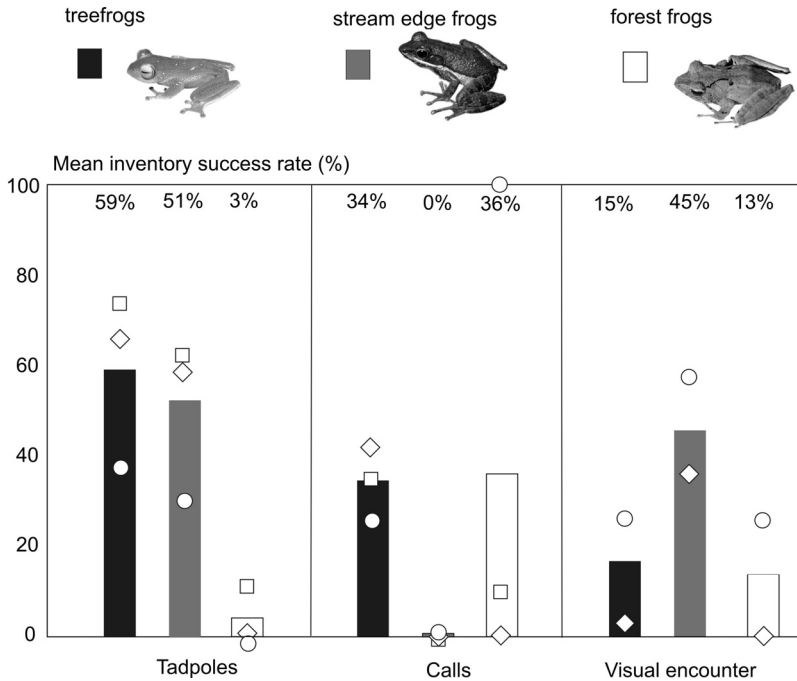 treefrogs
stream edge frogs
forest frogs
Mean inventory success rate (%)
100
80
60
40
20
0
59% 51% 3%
34% 0% 36%
15% 45% 13%
Tadpoles
Calls
Visual encounter